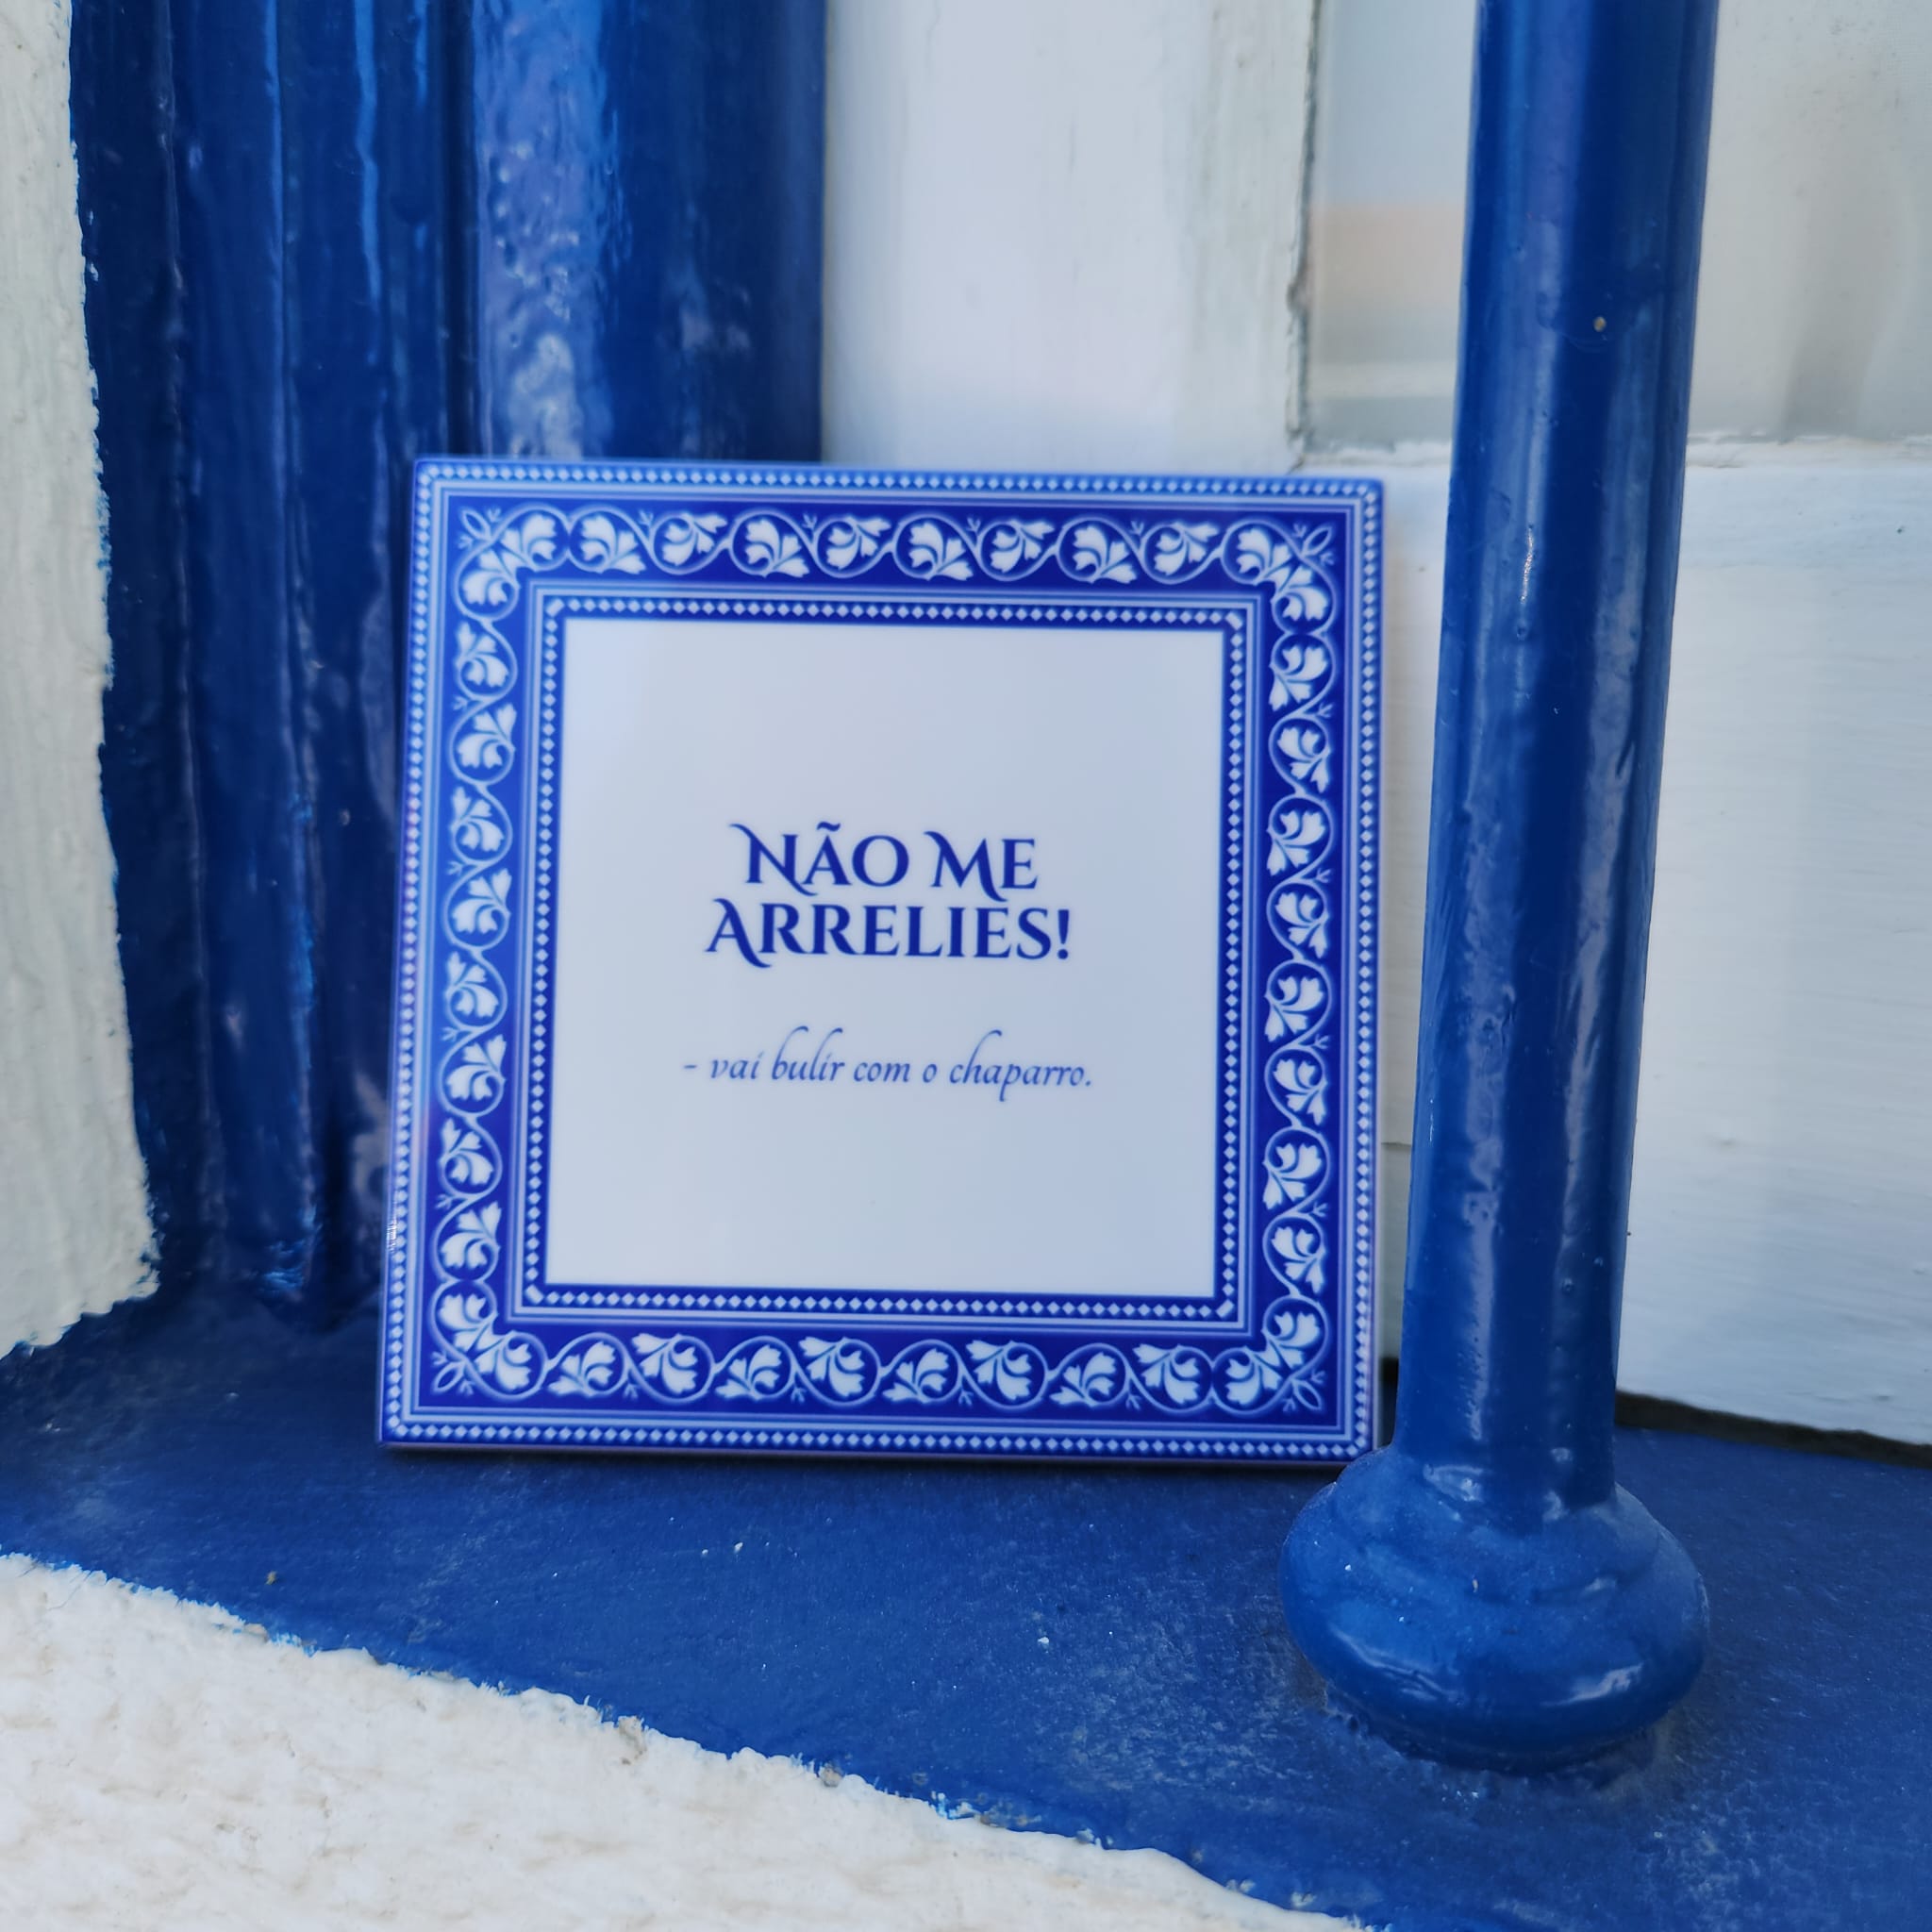 NÃO ME
ARRELIES!
- vai bulir com o chaparro.